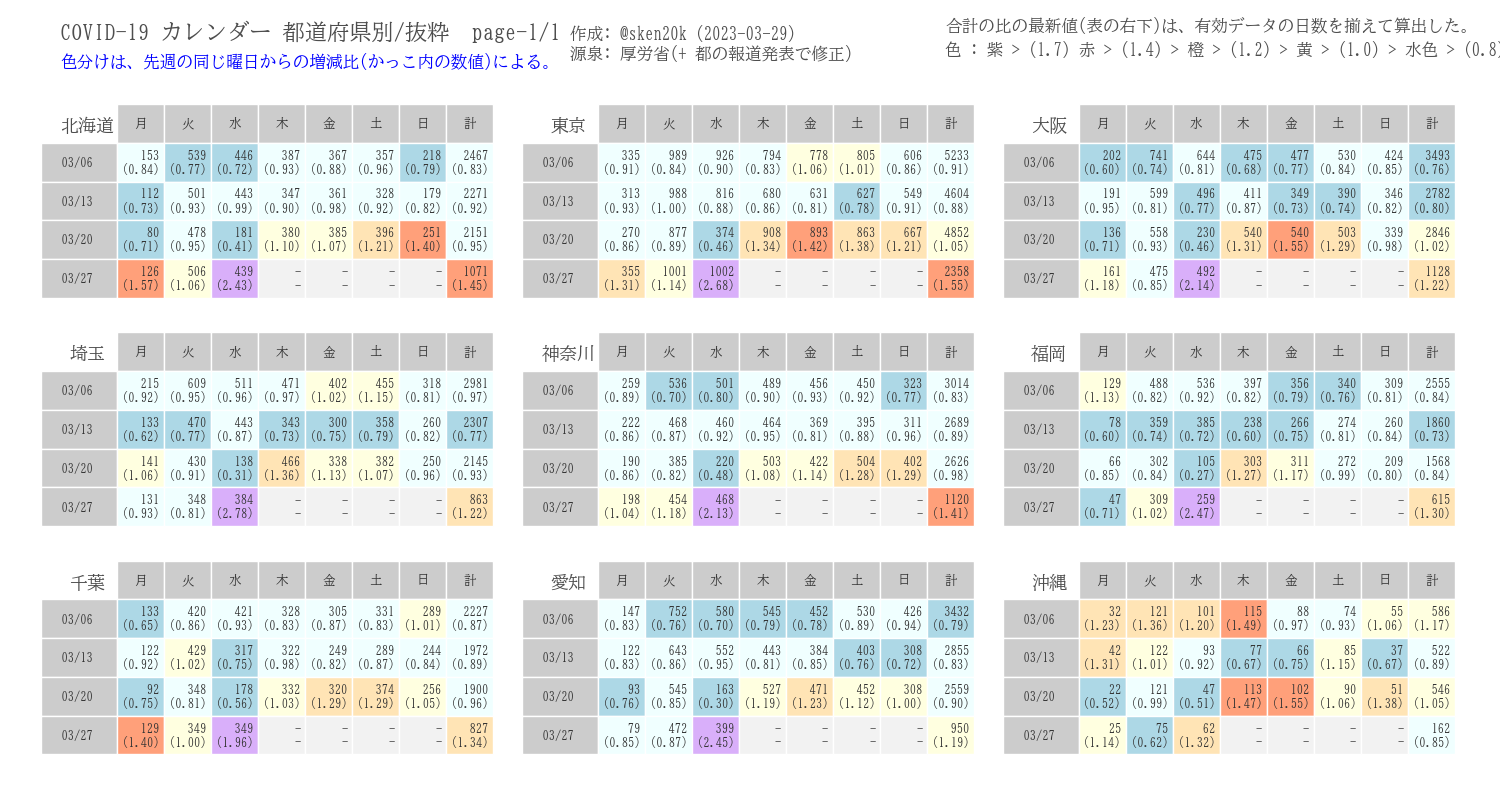 COVID-19 カレンダー 都道府県別/抜粋 page-1/1
作成: @sken20k (2023-03-29)
合計の比の最新値(表の右下)は、有効データの日数を揃えて算出した。
色分けは、先週の同じ曜日からの増減比(かっこ内の数値)による。
源泉: 厚労省(+ 都の報道発表で修正)
色 : 紫 > (1.7) 赤 > (1.4) 橙 > (1.2) 黄 > (1.0) 水色 > (0.8)
北海道 月 火 水 木 金 土 日 計
03/06 153 (0.84) 539 (0.77) 446 (0.72) 387 (0.93) 367 (0.88) 357 (0.96) 218 (0.79) 2467 (0.83)
03/13 112 (0.73) 501 (0.93) 443 (0.99) 347 (0.90) 361 (0.98) 328 (0.92) 179 (0.82) 2271 (0.92)
03/20 80 (0.71) 478 (0.95) 181 (0.41) 380 (1.10) 385 (1.07) 396 (1.21) 251 (1.40) 2151 (0.95)
03/27 126 (1.57) 506 (1.06) 439 (2.43) – – – – – – – – 1071 (1.45)
東京 月 火 水 木 金 土 日 計
03/06 335 (0.91) 989 (0.84) 926 (0.90) 794 (0.83) 778 (1.06) 805 (1.01) 606 (0.86) 5233 (0.91)
03/13 313 (0.93) 988 (1.00) 816 (0.88) 680 (0.86) 631 (0.81) 627 (0.78) 549 (0.91) 4604 (0.88)
03/20 270 (0.86) 877 (0.89) 374 (0.46) 908 (1.34) 893 (1.42) 863 (1.38) 667 (1.21) 4852 (1.05)
03/27 355 (1.31) 1001 (1.14) 1002 (2.68) – – – – – – – – 2358 (1.55)
大阪 月 火 水 木 金 土 日 計
03/06 202 (0.60) 741 (0.74) 644 (0.81) 475 (0.68) 477 (0.77) 530 (0.84) 424 (0.85) 3493 (0.76)
03/13 191 (0.95) 599 (0.81) 496 (0.77) 411 (0.87) 349 (0.73) 390 (0.74) 346 (0.82) 2782 (0.80)
03/20 136 (0.71) 558 (0.93) 230 (0.46) 540 (1.31) 540 (1.55) 503 (1.29) 339 (0.98) 2846 (1.02)
03/27 161 (1.18) 475 (0.85) 492 (2.14) – – – – – – – – 1128 (1.22)
埼玉 月 火 水 木 金 土 日 計
03/06 215 (0.92) 609 (0.95) 511 (0.96) 471 (0.97) 402 (1.02) 455 (1.15) 318 (0.81) 2981 (0.97)
03/13 133 (0.62) 470 (0.77) 443 (0.87) 343 (0.73) 300 (0.75) 358 (0.79) 260 (0.82) 2307 (0.77)
03/20 141 (1.06) 430 (0.91) 138 (0.31) 466 (1.36) 338 (1.13) 382 (1.07) 250 (0.96) 2145 (0.93)
03/27 131 (0.93) 348 (0.81) 384 (2.78) – – – – – – – – 863 (1.22)
神奈川 月 火 水 木 金 土 日 計
03/06 259 (0.89) 536 (0.70) 501 (0.80) 489 (0.90) 456 (0.93) 450 (0.92) 323 (0.77) 3014 (0.83)
03/13 222 (0.86) 468 (0.87) 460 (0.92) 464 (0.95) 369 (0.81) 395 (0.88) 311 (0.96) 2689 (0.89)
03/20 190 (0.86) 385 (0.82) 220 (0.48) 503 (1.08) 422 (1.14) 504 (1.28) 402 (1.29) 2626 (0.98)
03/27 198 (1.04) 454 (1.18) 468 (2.13) – – – – – – – – 1120 (1.41)
福岡 月 火 水 木 金 土 日 計
03/06 129 (1.13) 488 (0.82) 536 (0.92) 397 (0.82) 356 (0.79) 340 (0.76) 309 (0.81) 2555 (0.84)
03/13 78 (0.60) 359 (0.74) 385 (0.72) 238 (0.60) 266 (0.75) 274 (0.81) 260 (0.84) 1860 (0.73)
03/20 66 (0.85) 302 (0.84) 105 (0.27) 303 (1.27) 311 (1.17) 272 (0.99) 209 (0.80) 1568 (0.84)
03/27 47 (0.71) 309 (1.02) 259 (2.47) – – – – – – – – 615 (1.30)
千葉 月 火 水 木 金 土 日 計
03/06 133 (0.65) 420 (0.86) 421 (0.93) 328 (0.83) 305 (0.87) 331 (0.83) 289 (1.01) 2227 (0.87)
03/13 122 (0.92) 429 (1.02) 317 (0.75) 322 (0.98) 249 (0.82) 289 (0.87) 244 (0.84) 1972 (0.89)
03/20 92 (0.75) 348 (0.81) 178 (0.56) 332 (1.03) 320 (1.29) 374 (1.29) 256 (1.05) 1900 (0.96)
03/27 129 (1.40) 349 (1.00) 349 (1.96) – – – – – – – – 827 (1.34)
愛知 月 火 水 木 金 土 日 計
03/06 147 (0.83) 752 (0.76) 580 (0.70) 545 (0.79) 452 (0.78) 530 (0.89) 426 (0.94) 3432 (0.79)
03/13 122 (0.83) 643 (0.86) 552 (0.95) 443 (0.81) 384 (0.85) 403 (0.76) 308 (0.72) 2855 (0.83)
03/20 93 (0.76) 545 (0.85) 163 (0.30) 527 (1.19) 471 (1.23) 452 (1.12) 308 (1.00) 2559 (0.90)
03/27 79 (0.85) 472 (0.87) 399 (2.45) – – – – – – – – 950 (1.19)
沖縄 月 火 水 木 金 土 日 計
03/06 32 (1.23) 121 (1.36) 101 (1.20) 115 (1.49) 88 (0.97) 74 (0.93) 55 (1.06) 586 (1.17)
03/13 42 (1.31) 122 (1.01) 93 (0.92) 77 (0.67) 66 (0.75) 85 (1.15) 37 (0.67) 522 (0.89)
03/20 22 (0.52) 121 (0.99) 47 (0.51) 113 (1.47) 102 (1.55) 90 (1.06) 51 (1.38) 546 (1.05)
03/27 25 (1.14) 75 (0.62) 62 (1.32) – – – – – – – – 162 (0.85)